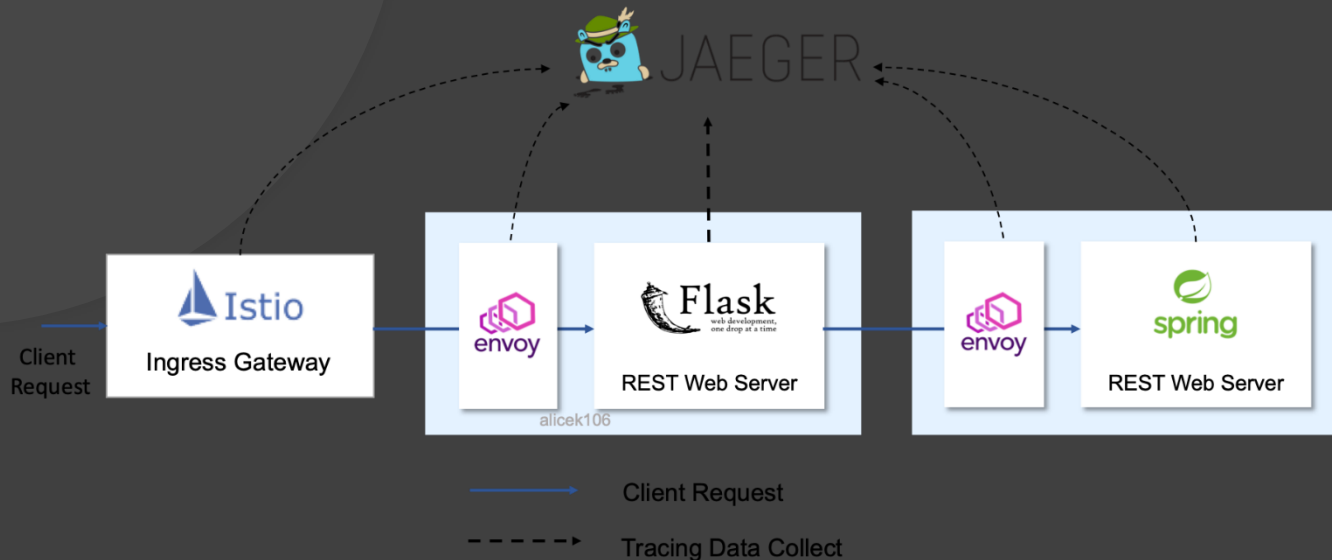 JAEGER
Istio
Ingress Gateway
Client
Request
envoy
Flask
web development,
one drop at a time
REST Web Server
alicek106
envoy
spring
REST Web Server
Client Request
Tracing Data Collect